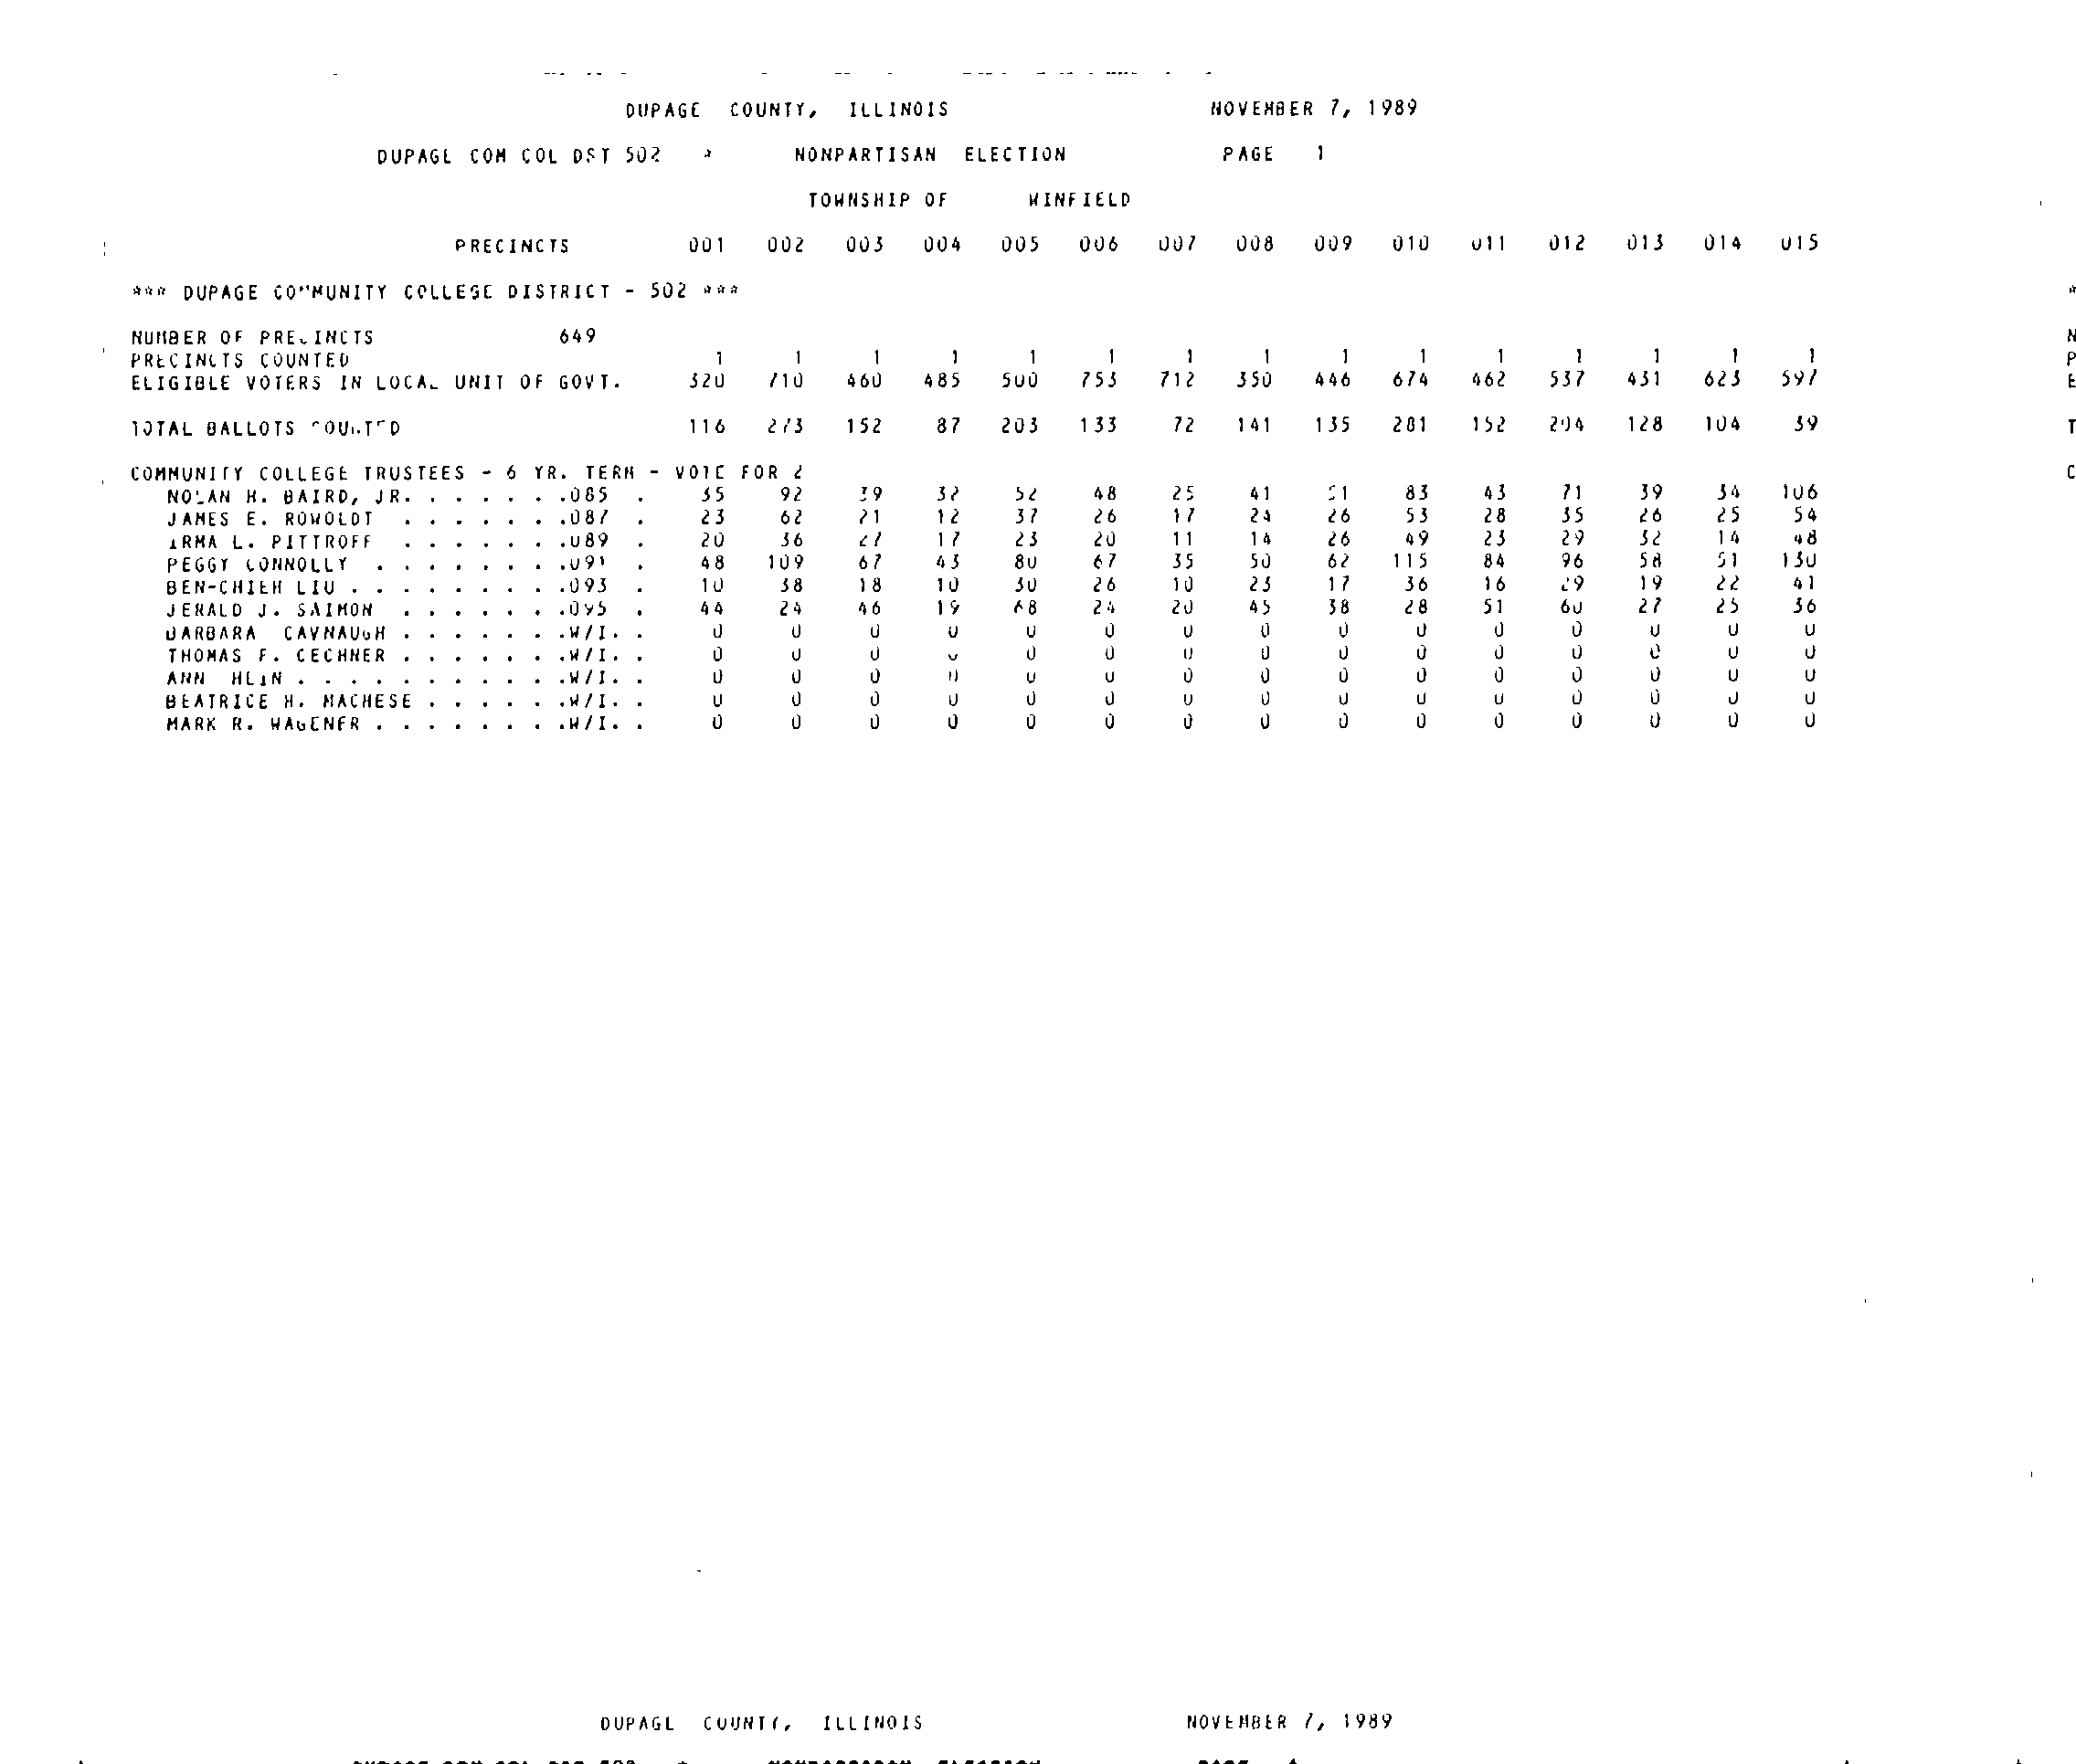 DUPAGE COUNTY, ILLINOIS NOVEMBER 7, 1989
DUPAGE COM COL DST 502 * NONPARTISAN ELECTION PAGE 1
TOWNSHIP OF WINFIELD
PRECINCTS 001 002 003 004 005 006 007 008 009 010 011 012 013 014 015
*** DUPAGE COMMUNITY COLLEGE DISTRICT - 502 ***
NUMBER OF PRECINCTS 649
PRECINCTS COUNTED 1 1 1 1 1 1 1 1 1 1 1 1 1 1 1
ELIGIBLE VOTERS IN LOCAL UNIT OF GOVT. 320 710 460 485 500 753 712 350 446 674 462 537 431 623 597
TOTAL BALLOTS COUNTED 116 273 152 87 203 133 72 141 135 201 152 204 128 104 39
COMMUNITY COLLEGE TRUSTEES - 6 YR. TERM - VOTE FOR 2
NOLAN H. BAIRD, JR. . . . . . .085 . 35 92 39 32 52 48 25 41 51 83 43 71 39 34 106
JAMES E. ROWOLDT . . . . . . .087 . 23 62 21 12 37 26 17 24 26 53 28 35 26 25 54
IRMA L. PITTROFF . . . . . . .089 . 20 36 27 17 23 20 11 14 26 49 23 29 32 14 48
PEGGY CONNOLLY . . . . . . . .091 . 48 109 67 43 80 67 35 50 62 115 84 96 58 51 130
BEN-CHIEH LIU . . . . . . . . .093 . 10 38 18 10 30 26 10 23 17 36 16 29 19 22 41
JERALD J. SAIMON . . . . . . .095 . 44 24 46 19 68 24 20 45 38 28 51 60 27 25 36
BARBARA CAVNAUGH . . . . . . .W/I. . 0 0 0 0 0 0 0 0 0 0 0 0 0 0 0
THOMAS F. CECHNER . . . . . . .W/I. . 0 0 0 0 0 0 0 0 0 0 0 0 0 0 0
ANN HEIN . . . . . . . . . . .W/I. . 0 0 0 0 0 0 0 0 0 0 0 0 0 0 0
BEATRICE H. MACHESE . . . . . .W/I. . 0 0 0 0 0 0 0 0 0 0 0 0 0 0 0
MARK R. WAGENER . . . . . . . .W/I. . 0 0 0 0 0 0 0 0 0 0 0 0 0 0 0
DUPAGE COUNTY, ILLINOIS NOVEMBER 7, 1989